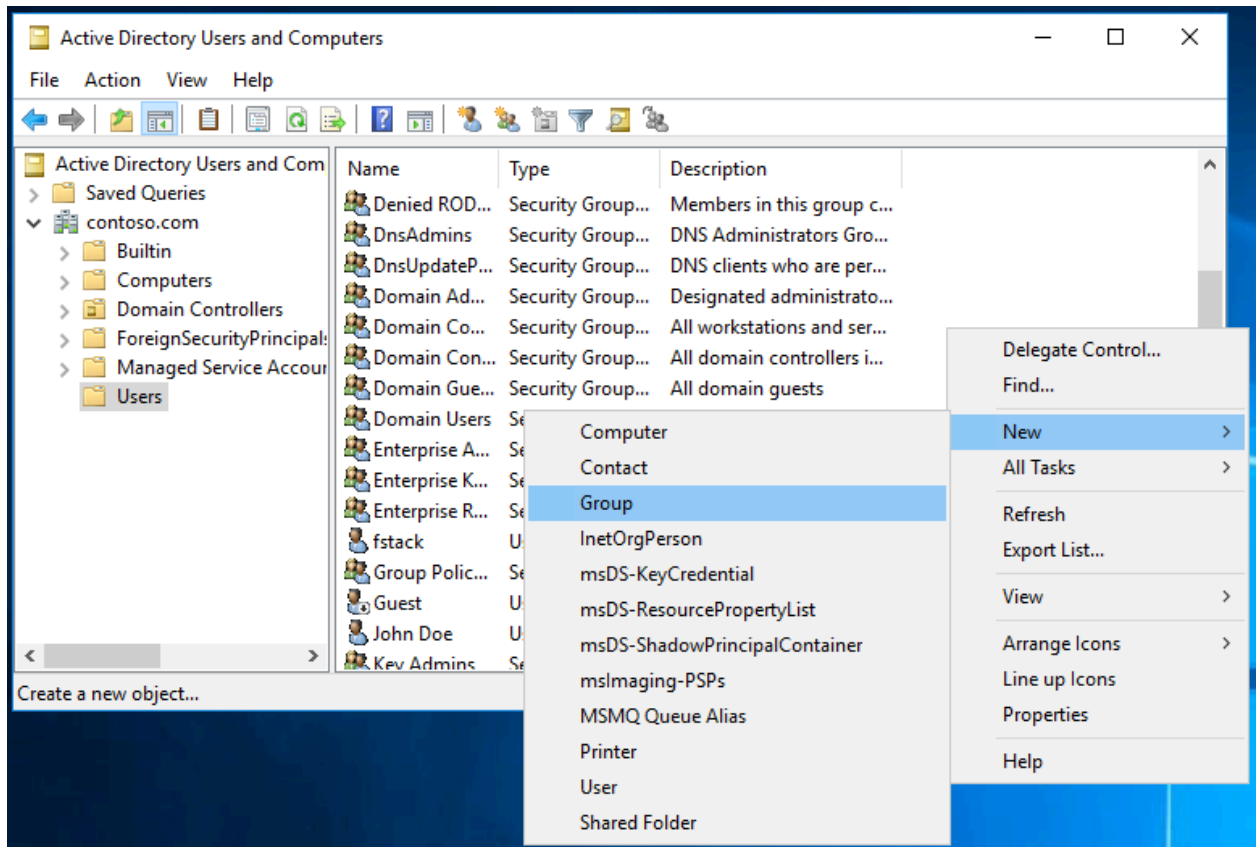 Active Directory Users and Computers
File Action View Help
Active Directory Users and Com
Saved Queries
contoso.com
Builtin
Computers
Domain Controllers
ForeignSecurityPrincipals
Managed Service Accour
Users
Name Type Description
Denied ROD... Security Group... Members in this group c...
DnsAdmins Security Group... DNS Administrators Gro...
DnsUpdateP... Security Group... DNS clients who are per...
Domain Ad... Security Group... Designated administrato...
Domain Co... Security Group... All workstations and ser...
Domain Con... Security Group... All domain controllers i...
Domain Gue... Security Group... All domain guests
Domain Users Se
Enterprise A... Se
Enterprise K... Se
Enterprise R... Se
fstack U
Group Polic... Se
Guest U
John Doe U
Key Admins Se
Create a new object...
Computer
Contact
Group
InetOrgPerson
msDS-KeyCredential
msDS-ResourcePropertyList
msDS-ShadowPrincipalContainer
msImaging-PSPs
MSMQ Queue Alias
Printer
User
Shared Folder
Delegate Control...
Find...
New
All Tasks
Refresh
Export List...
View
Arrange Icons
Line up Icons
Properties
Help